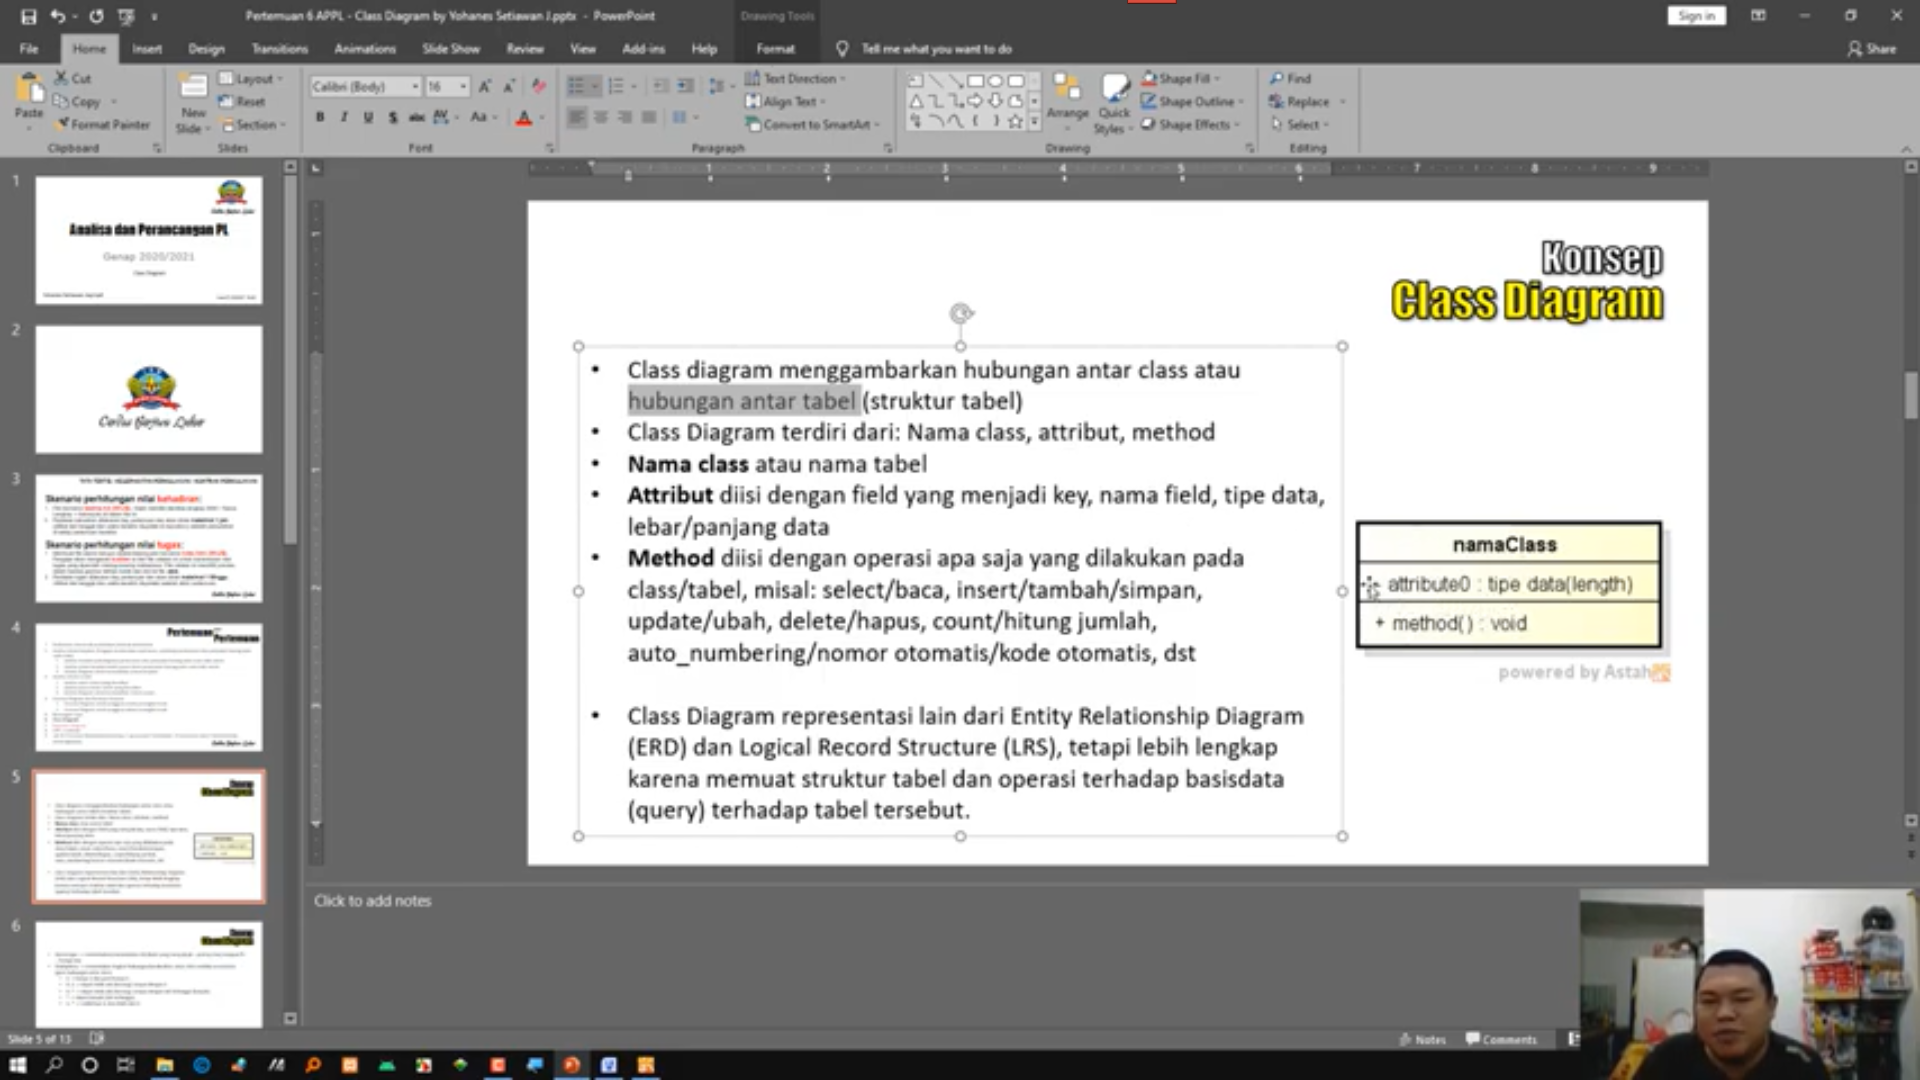 Pertemuan 6 APPL - Class Diagram by Yohanes Setiawan J.pptx - PowerPoint
Drawing Tools
Sign in
File Home Insert Design Transitions Animations Slide Show Review View Add-ins Help Format Tell me what you want to do Share
Paste
Cut
Copy
Format Painter
Clipboard
New Slide
Layout
Reset
Section
Slides
Calibri (Body) 16
Font
Text Direction
Align Text
Convert to SmartArt
Paragraph
Arrange
Quick Styles
Shape Fill
Shape Outline
Shape Effects
Drawing
Find
Replace
Select
Editing
1
Analisa dan Perancangan PL
Genap 2020/2021
Class Diagram
2
Cerdas Berbudi Luhur
3
Skenario perhitungan nilai kehadiran:
Skenario perhitungan nilai tugas:
4
5
6
Konsep
Class Diagram
• Class diagram menggambarkan hubungan antar class atau
hubungan antar tabel (struktur tabel)
• Class Diagram terdiri dari: Nama class, attribut, method
• Nama class atau nama tabel
• Attribut diisi dengan field yang menjadi key, nama field, tipe data,
lebar/panjang data
• Method diisi dengan operasi apa saja yang dilakukan pada
class/tabel, misal: select/baca, insert/tambah/simpan,
update/ubah, delete/hapus, count/hitung jumlah,
auto_numbering/nomor otomatis/kode otomatis, dst
• Class Diagram representasi lain dari Entity Relationship Diagram
(ERD) dan Logical Record Structure (LRS), tetapi lebih lengkap
karena memuat struktur tabel dan operasi terhadap basisdata
(query) terhadap tabel tersebut.
namaClass
attribute0 : tipe data(length)
+ method() : void
powered by Astah
Click to add notes
Slide 5 of 13
Notes
Comments